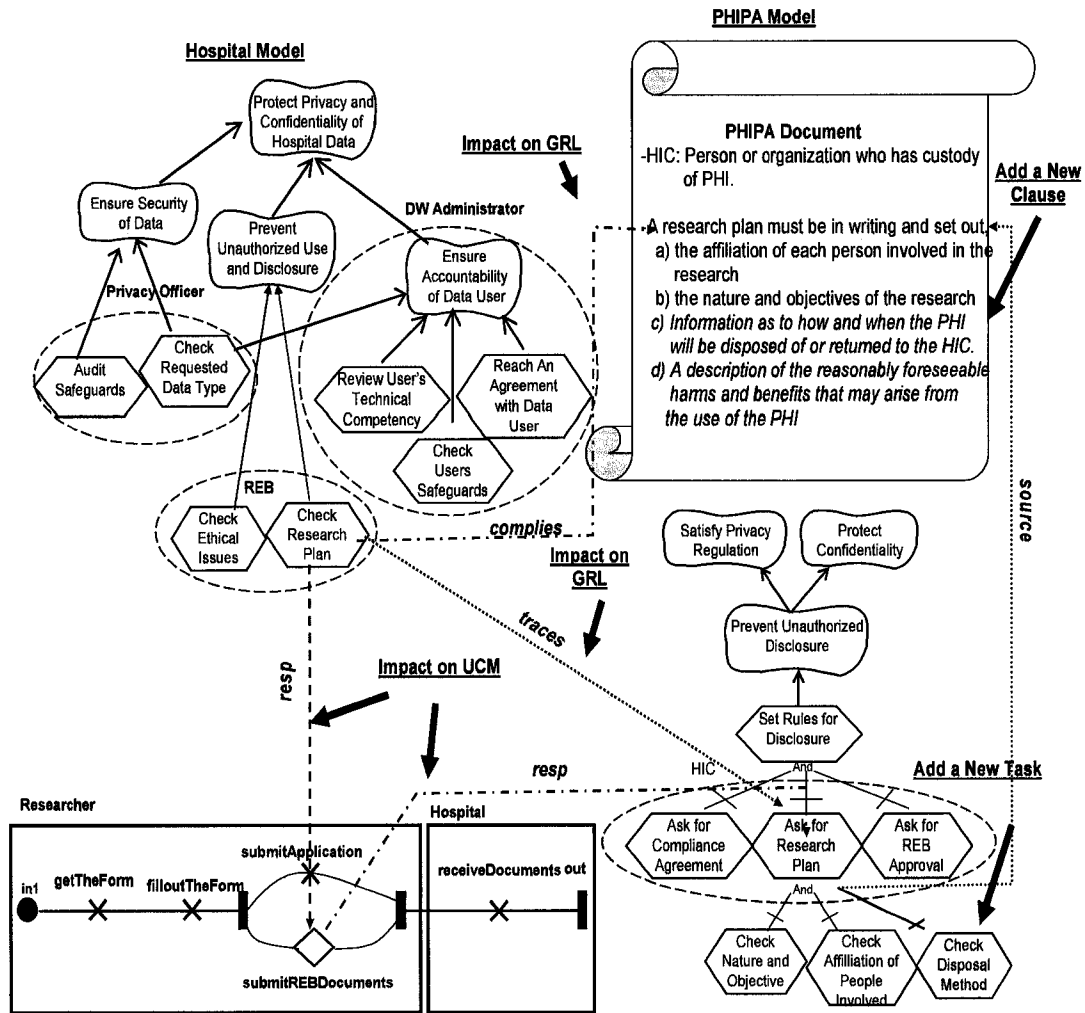 PHIPA Model
Hospital Model
Protect Privacy and
Confidentiality of
Hospital Data
Impact on GRL
PHIPA Document
-HIC: Person or organization who has custody
of PHI.
Add a New
Clause
Ensure Security
of Data
Prevent
Unauthorized Use
and Disclosure
DW Administrator
Ensure
Accountability
of Data User
A research plan must be in writing and set out,
a) the affiliation of each person involved in the
research
b) the nature and objectives of the research
c) Information as to how and when the PHI
will be disposed of or returned to the HIC.
d) A description of the reasonably foreseeable
harms and benefits that may arise from
the use of the PHI
Privacy Officer
Audit
Safeguards
Check
Requested
Data Type
Review User's
Technical
Competency
Reach An
Agreement
with Data
User
Check
Users
Safeguards
REB
Check
Ethical
Issues
Check
Research
Plan
complies
source
Satisfy Privacy
Regulation
Protect
Confidentiality
Impact on
GRL
traces
Prevent Unauthorized
Disclosure
resp
Impact on UCM
Set Rules for
Disclosure
And
HIC
resp
Add a New Task
Ask for
Compliance
Agreement
Ask for
Research
Plan
Ask for
REB
Approval
And
Check
Nature and
Objective
Check
Affilliation of
People
Involved
Check
Disposal
Method
Researcher
Hospital
submitApplication
in1
getTheForm
filloutTheForm
receiveDocuments
out
submitREBDocuments